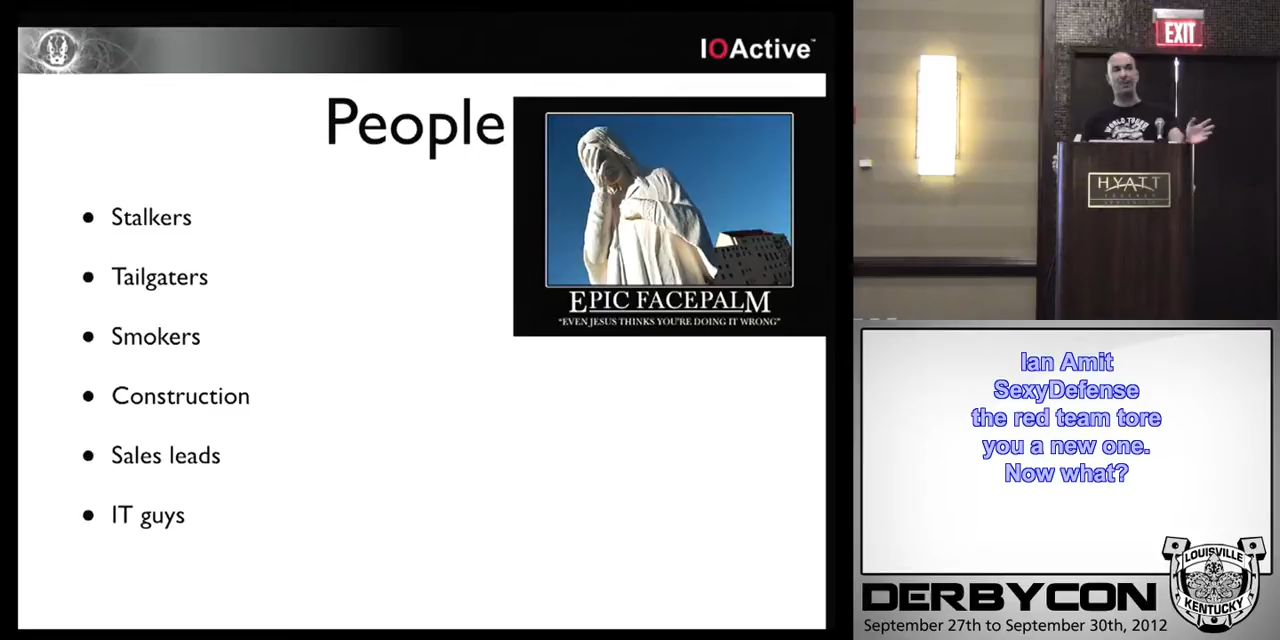 IOActive™
People
EPIC FACEPALM
"EVEN JESUS THINKS YOU'RE DOING IT WRONG"
• Stalkers
• Tailgaters
• Smokers
• Construction
• Sales leads
• IT guys
EXIT
WORLD
HYATT
Ian Amit
SexyDefense
the red team tore
you a new one.
Now what?
LOUISVILLE
KENTUCKY
DERBYCON
September 27th to September 30th, 2012